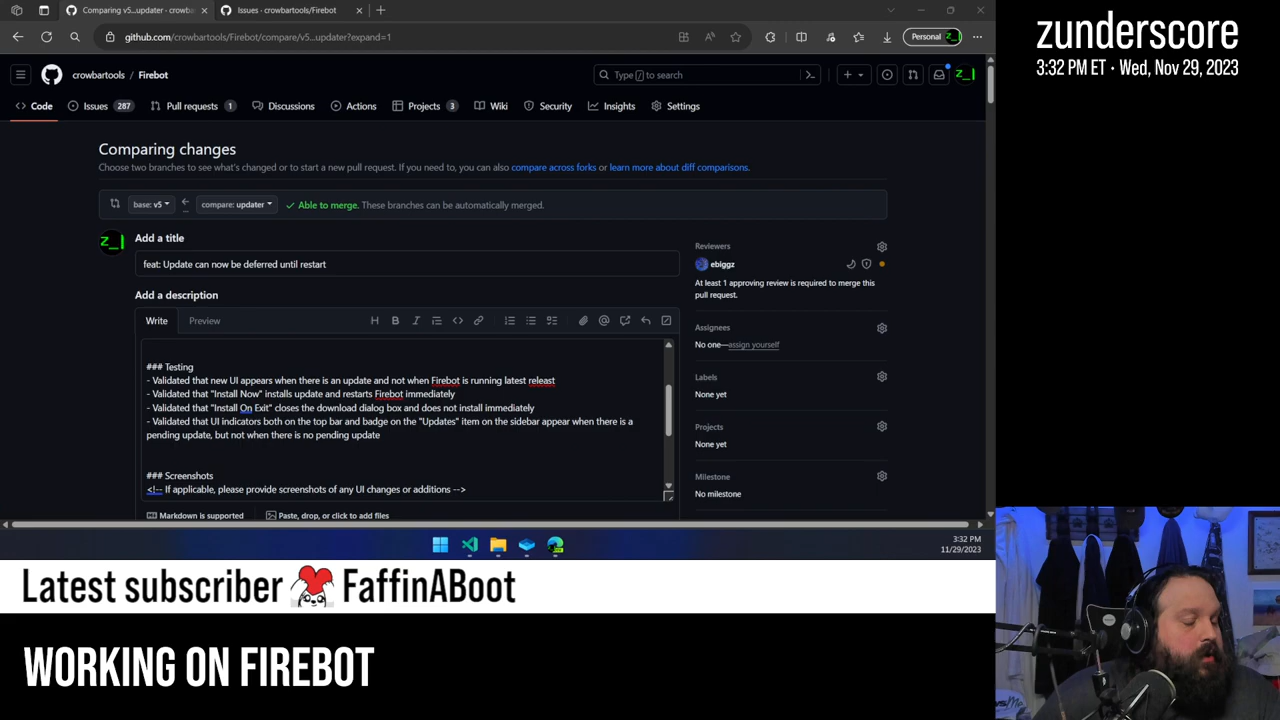 Comparing v5...updater · crowba
Issues · crowbartools/Firebot
github.com/crowbartools/Firebot/compare/v5...updater?expand=1
Personal
crowbartools / Firebot
Type / to search
Code
Issues 287
Pull requests 1
Discussions
Actions
Projects 3
Wiki
Security
Insights
Settings
Comparing changes
Choose two branches to see what's changed or to start a new pull request. If you need to, you can also compare across forks or learn more about diff comparisons.
base: v5
compare: updater
Able to merge. These branches can be automatically merged.
Add a title
feat: Update can now be deferred until restart
Add a description
Write
Preview
### Testing
- Validated that new UI appears when there is an update and not when Firebot is running latest releast
- Validated that "Install Now" installs update and restarts Firebot immediately
- Validated that "Install On Exit" closes the download dialog box and does not install immediately
- Validated that UI indicators both on the top bar and badge on the "Updates" item on the sidebar appear when there is a
pending update, but not when there is no pending update
### Screenshots
<!-- If applicable, please provide screenshots of any UI changes or additions -->
Markdown is supported
Paste, drop, or click to add files
Reviewers
ebiggz
At least 1 approving review is required to merge this
pull request.
Assignees
No one—assign yourself
Labels
None yet
Projects
None yet
Milestone
No milestone
3:32 PM
11/29/2023
zunderscore
3:32 PM ET · Wed, Nov 29, 2023
Latest subscriber FaffinABoot
WORKING ON FIREBOT